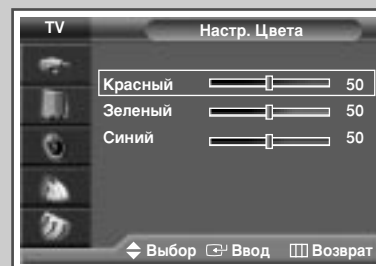 TV
Настр. Цвета
Красный 50
Зеленый 50
Синий 50
Выбор Ввод Возврат